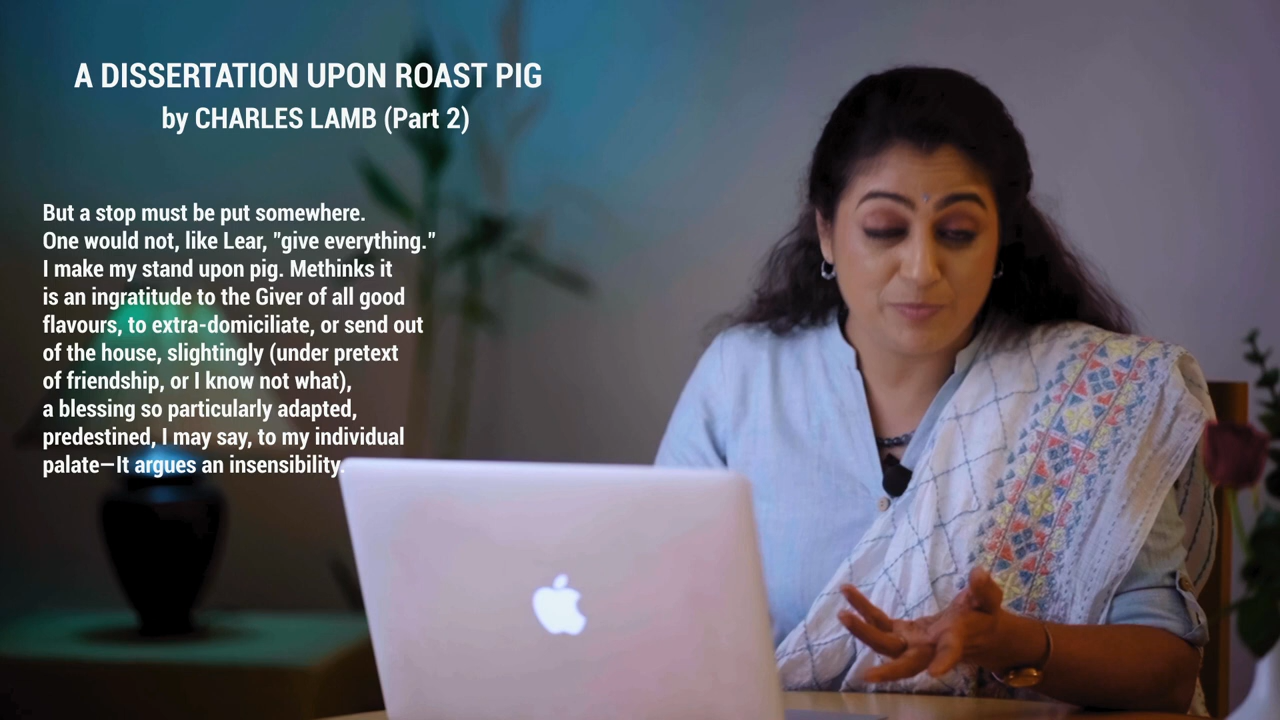 A DISSERTATION UPON ROAST PIG
by CHARLES LAMB (Part 2)
But a stop must be put somewhere.
One would not, like Lear, "give everything."
I make my stand upon pig. Methinks it
is an ingratitude to the Giver of all good
flavours, to extra-domiciliate, or send out
of the house, slightingly (under pretext
of friendship, or I know not what),
a blessing so particularly adapted,
predestined, I may say, to my individual
palate—It argues an insensibility.